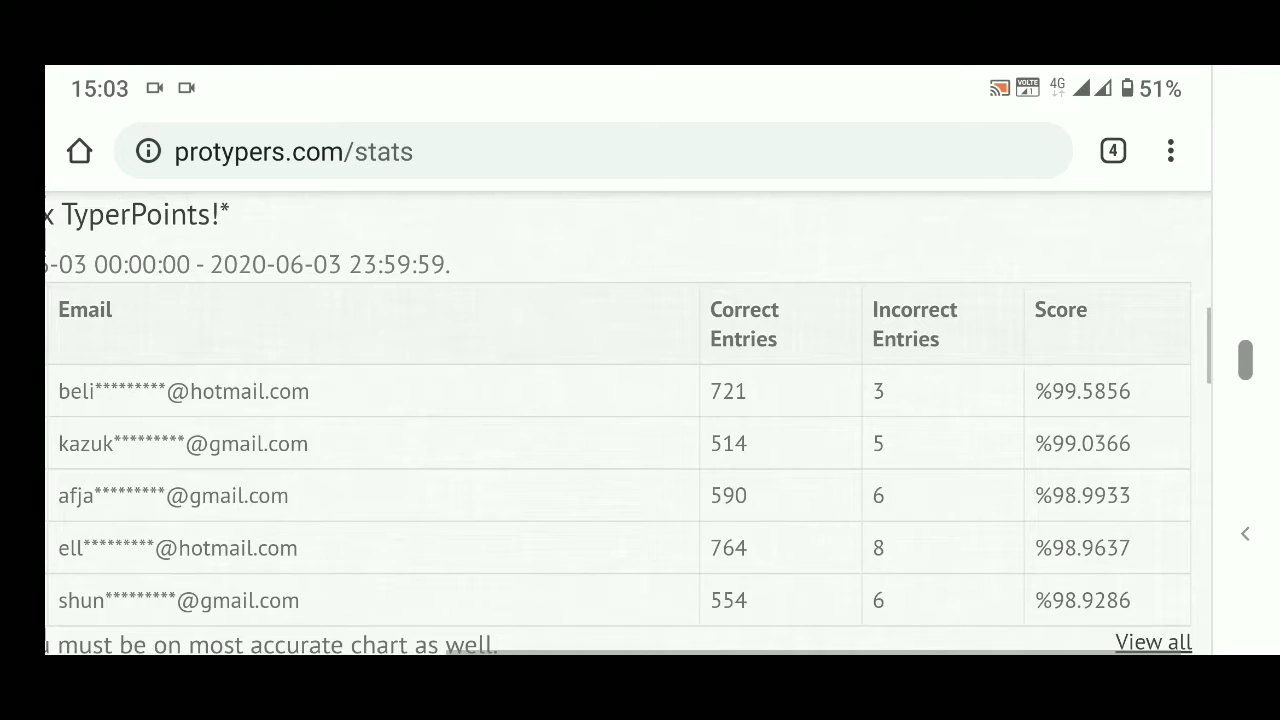 15:03 VOLTE 1 4G 51%
protypers.com/stats 4
x TyperPoints!*
-03 00:00:00 - 2020-06-03 23:59:59.
Email Correct Entries Incorrect Entries Score
beli*********@hotmail.com 721 3 %99.5856
kazuk*********@gmail.com 514 5 %99.0366
afja*********@gmail.com 590 6 %98.9933
ell*********@hotmail.com 764 8 %98.9637
shun*********@gmail.com 554 6 %98.9286
u must be on most accurate chart as well. View all